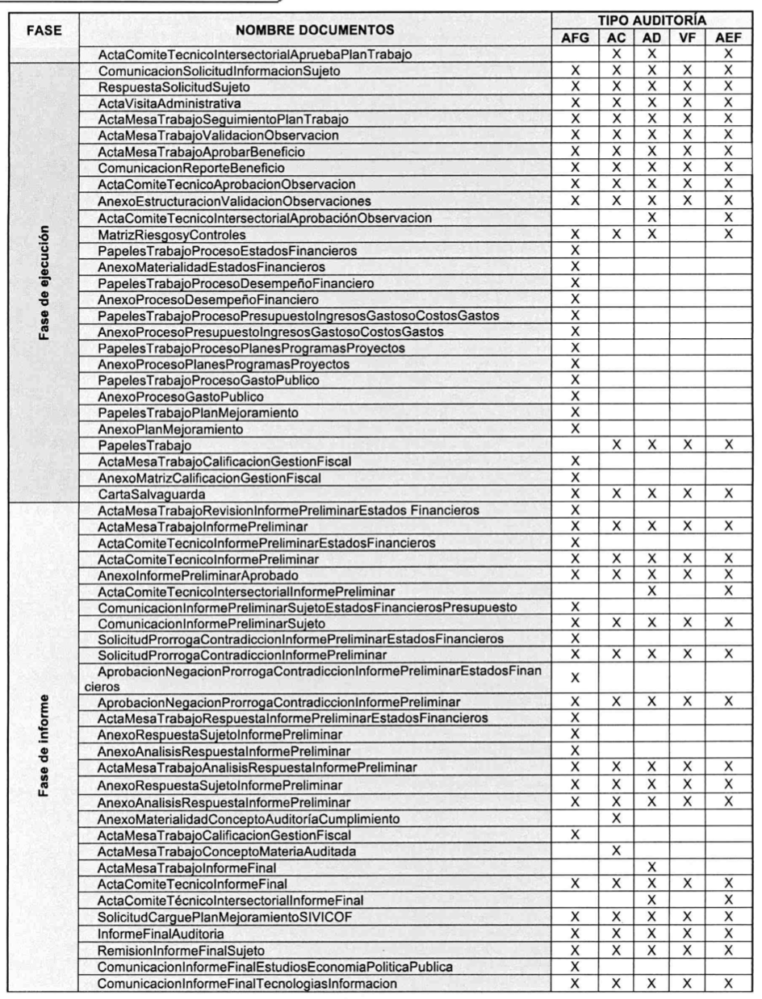 FASE NOMBRE DOCUMENTOS TIPO AUDITORÍA
AFG AC AD VF AEF
ActaComiteTecnicoIntersectorialApruebaPlanTrabajo X X X
Fase de ejecución
ComunicacionSolicitudInformacionSujeto X X X X X
RespuestaSolicitudSujeto X X X X X
ActaVisitaAdministrativa X X X X X
ActaMesaTrabajoSeguimientoPlanTrabajo X X X X X
ActaMesaTrabajoValidacionObservacion X X X X X
ActaMesaTrabajoAprobarBeneficio X X X X X
ComunicacionReporteBeneficio X X X X X
ActaComiteTecnicoAprobacionObservacion X X X X X
AnexoEstructuracionValidacionObservaciones X X X X X
ActaComiteTecnicoIntersectorialAprobaciónObservacion X X
MatrizRiesgosyControles X X X X
PapelesTrabajoProcesoEstadosFinancieros X
AnexoMaterialidadEstadosFinancieros X
PapelesTrabajoProcesoDesempeñoFinanciero X
AnexoProcesoDesempeñoFinanciero X
PapelesTrabajoProcesoPresupuestoIngresosGastosoCostosGastos X
AnexoProcesoPresupuestoIngresosGastosoCostosGastos X
PapelesTrabajoProcesoPlanesProgramasProyectos X
AnexoProcesoPlanesProgramasProyectos X
PapelesTrabajoProcesoGastoPublico X
AnexoProcesoGastoPublico X
PapelesTrabajoPlanMejoramiento X
AnexoPlanMejoramiento X
PapelesTrabajo X X X X
ActaMesaTrabajoCalificacionGestionFiscal X
AnexoMatrizCalificacionGestionFiscal X
CartaSalvaguarda X X X X X
Fase de informe
ActaMesaTrabajoRevisionInformePreliminarEstados Financieros X
ActaMesaTrabajoInformePreliminar X X X X X
ActaComiteTecnicoInformePreliminarEstadosFinancieros X
ActaComiteTecnicoInformePreliminar X X X X X
AnexoInformePreliminarAprobado X X X X X
ActaComiteTecnicoIntersectorialInformePreliminar X X
ComunicacionInformePreliminarSujetoEstadosFinancierosPresupuesto X
ComunicacionInformePreliminarSujeto X X X X X
SolicitudProrrogaContradiccionInformePreliminarEstadosFinancieros X
SolicitudProrrogaContradiccionInformePreliminar X X X X X
AprobacionNegacionProrrogaContradiccionInformePreliminarEstadosFinan
cieros X
AprobacionNegacionProrrogaContradiccionInformePreliminar X X X X X
ActaMesaTrabajoRespuestaInformePreliminarEstadosFinancieros X
AnexoRespuestaSujetoInformePreliminar X
AnexoAnalisisRespuestaInformePreliminar X
ActaMesaTrabajoAnalisisRespuestaInformePreliminar X X X X X
AnexoRespuestaSujetoInformePreliminar X X X X X
AnexoAnalisisRespuestaInformePreliminar X X X X X
AnexoMaterialidadConceptoAuditoríaCumplimiento X
ActaMesaTrabajoCalificacionGestionFiscal X
ActaMesaTrabajoConceptoMateriaAuditada X
ActaMesaTrabajoInformeFinal X
ActaComiteTecnicoInformeFinal X X X X X
ActaComiteTécnicoIntersectorialInformeFinal X X
SolicitudCarguePlanMejoramientoSIVICOF X X X X X
InformeFinalAuditoria X X X X X
RemisionInformeFinalSujeto X X X X X
ComunicacionInformeFinalEstudiosEconomiaPoliticaPublica X
ComunicacionInformeFinalTecnologiasInformacion X X X X X